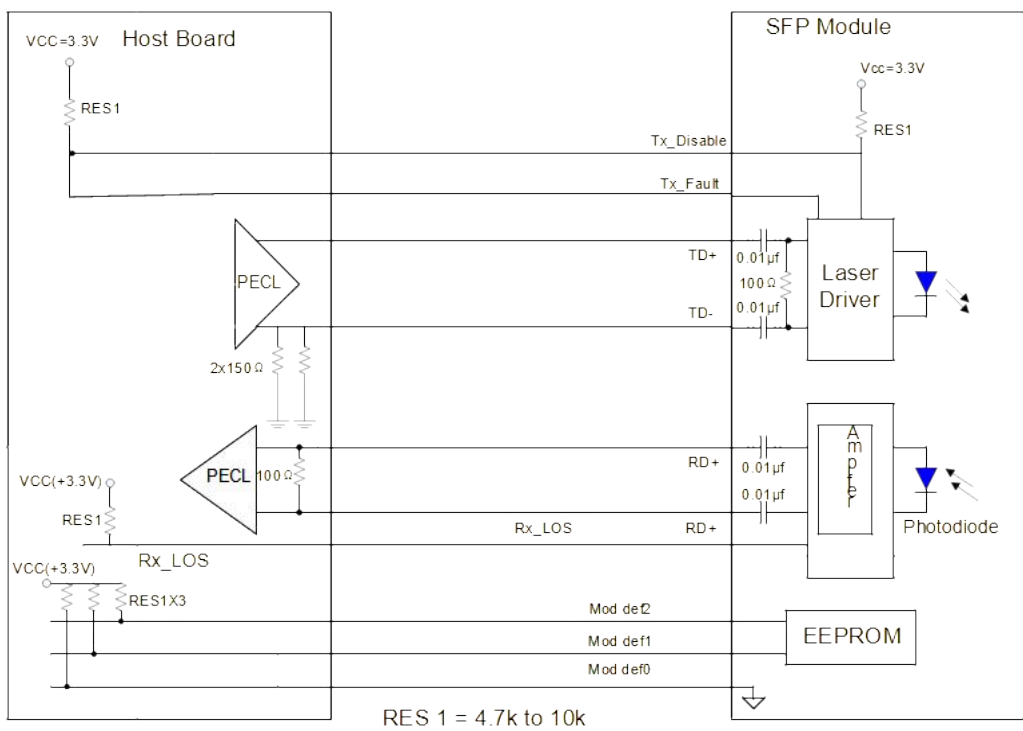 Host Board
SFP Module
VCC=3.3V
Vcc=3.3V
RES1
RES1
Tx_Disable
Tx_Fault
PECL
TD+
0.01µf
100Ω
0.01µf
TD-
Laser
Driver
2x150Ω
PECL
100Ω
RD+
0.01µf
0.01µf
RD+
Ampfer
Photodiode
VCC(+3.3V)
RES1
Rx_LOS
Rx_LOS
VCC(+3.3V)
RES1X3
Mod def2
Mod def1
Mod def0
EEPROM
RES 1 = 4.7k to 10k